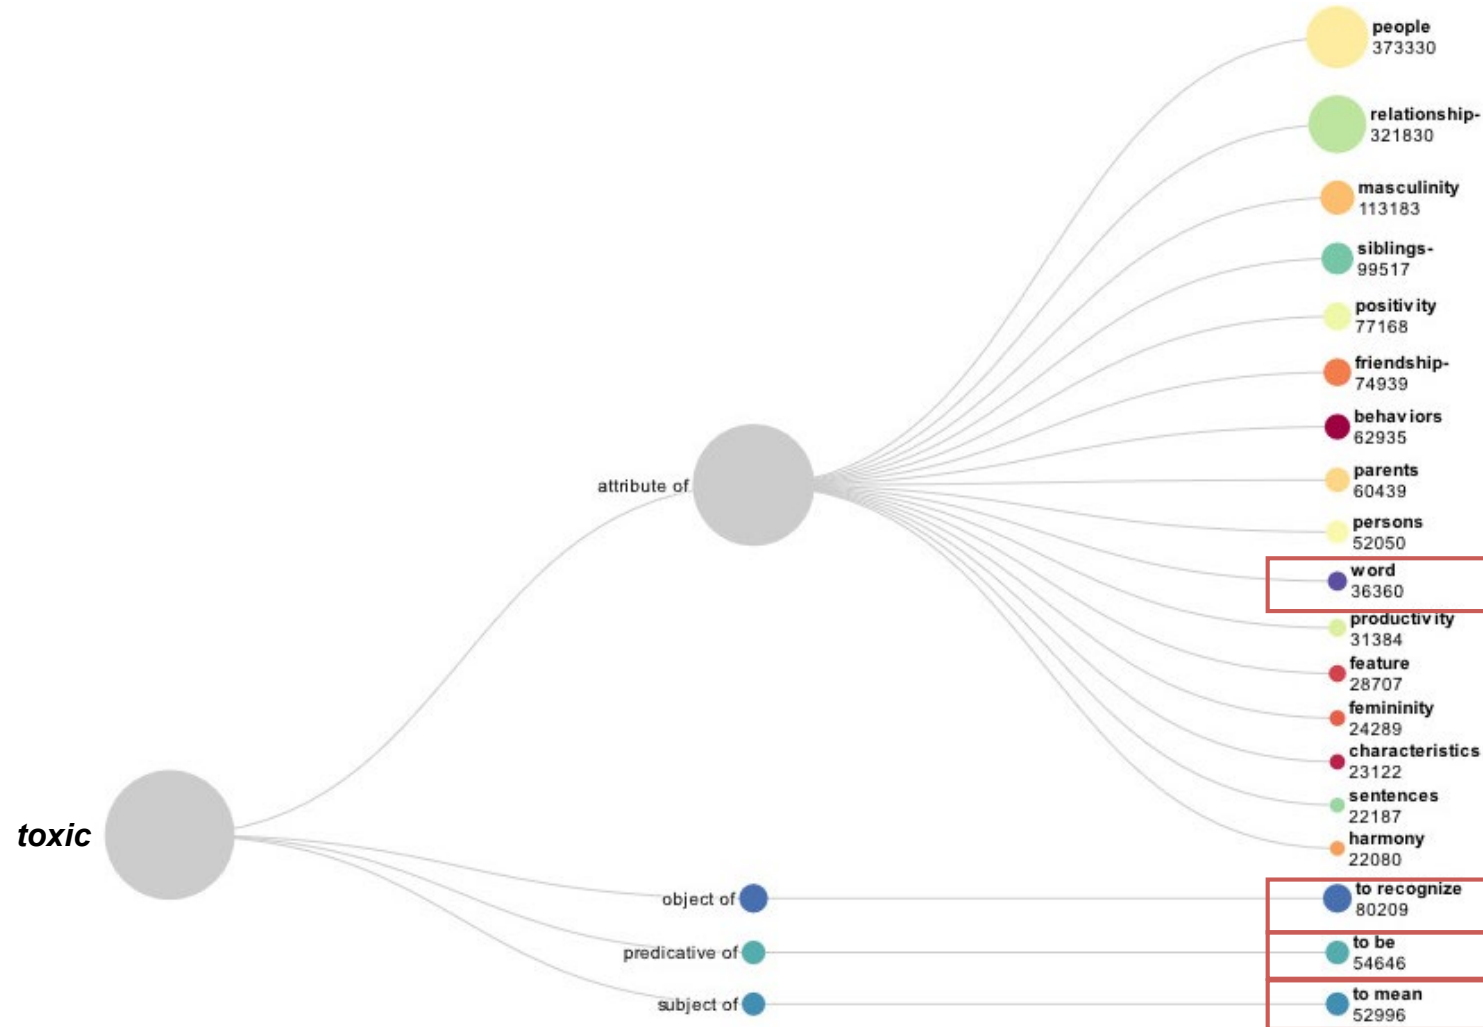 people
373330
relationship-
321830
masculinity
113183
siblings-
99517
positivity
77168
friendship-
74939
behaviors
62935
attribute of
parents
60439
persons
52050
word
36360
productivity
31384
feature
28707
femininity
24289
characteristics
23122
sentences
22187
toxic
harmony
22080
object of
to recognize
80209
predicative of
to be
54646
subject of
to mean
52996